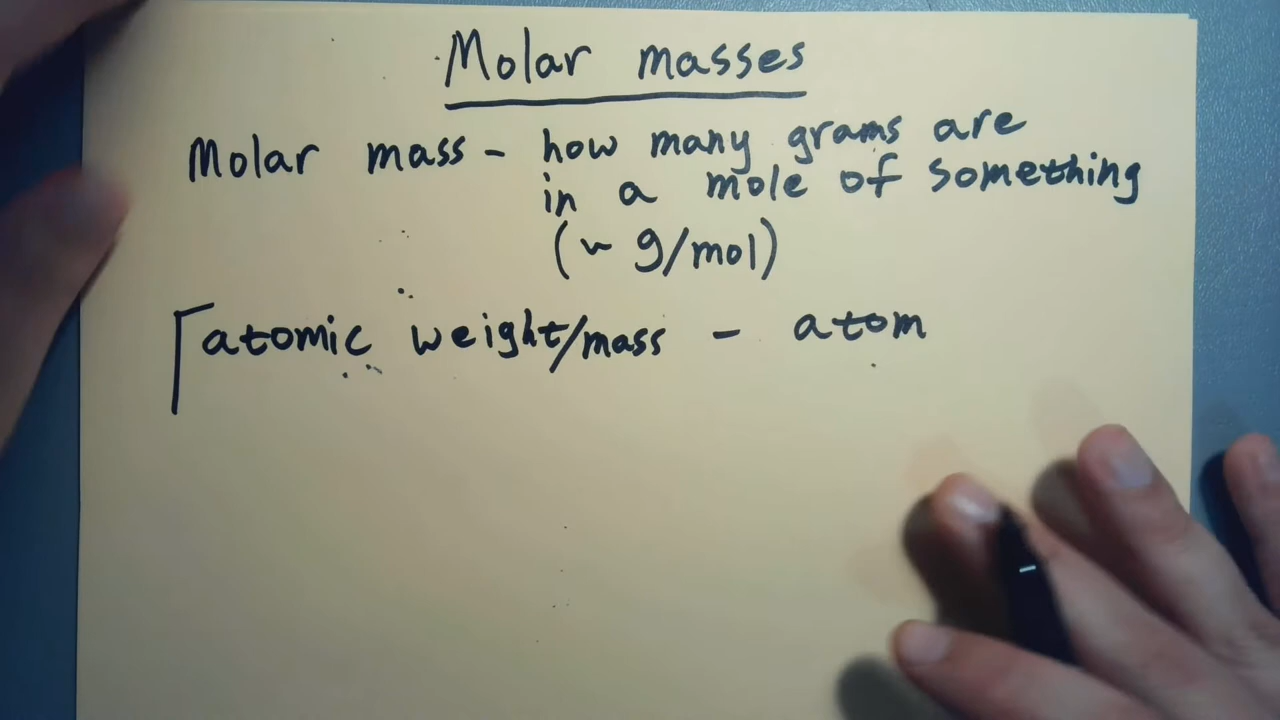 Molar masses
Molar mass - how many grams are
in a mole of something
(~ g/mol)
atomic weight/mass - atom